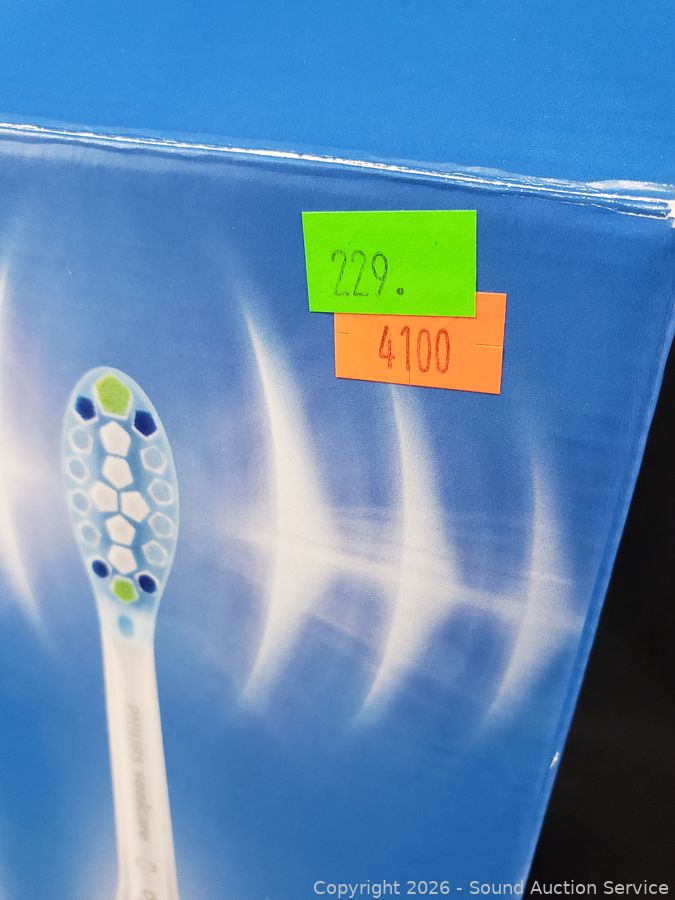 229.
4100
PHILIPS sonicare
Copyright 2026 - Sound Auction Service